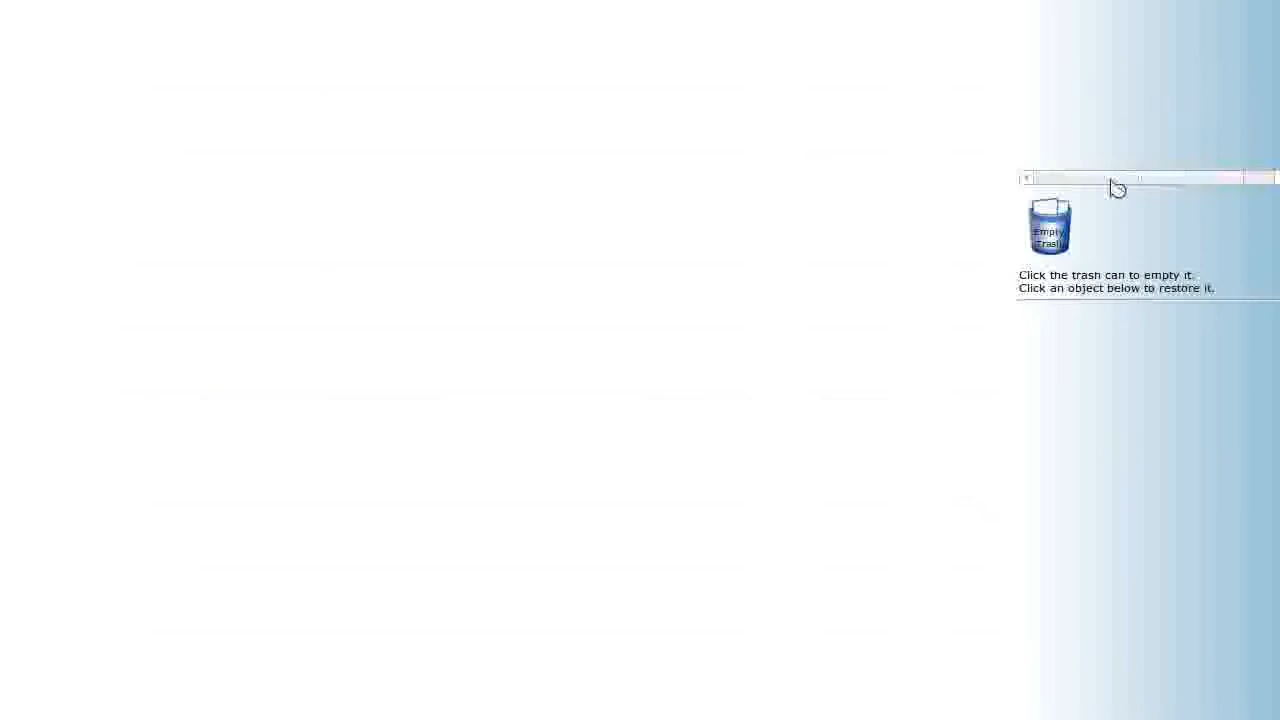 Empty
Trash
Click the trash can to empty it.
Click an object below to restore it.